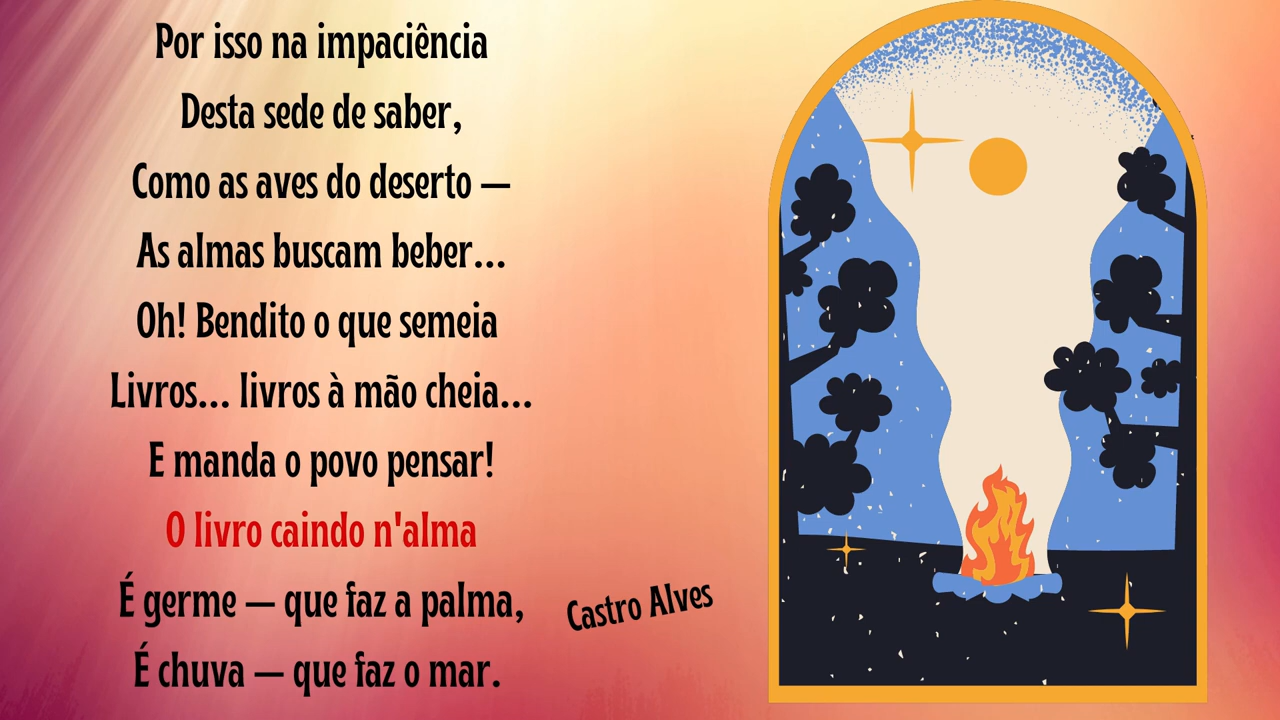 Por isso na impaciência
Desta sede de saber,
Como as aves do deserto —
As almas buscam beber...
Oh! Bendito o que semeia
Livros... livros à mão cheia...
E manda o povo pensar!
O livro caindo n'alma
É germe — que faz a palma,
É chuva — que faz o mar.
Castro Alves